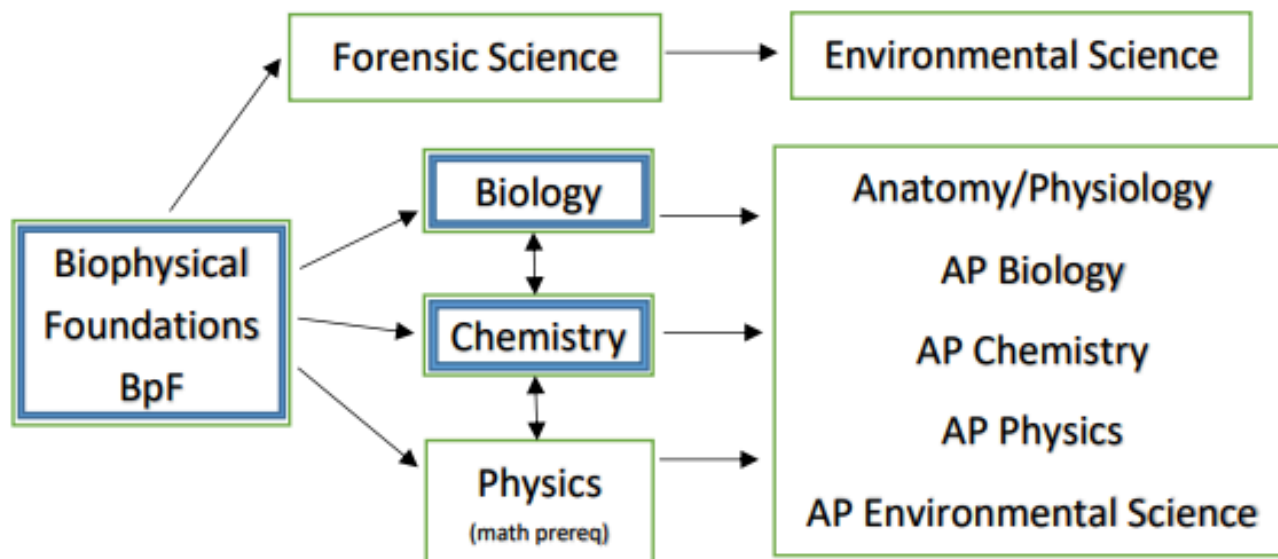 Forensic Science
Environmental Science
Biophysical
Foundations
BpF
Biology
Chemistry
Physics
(math prereq)
Anatomy/Physiology
AP Biology
AP Chemistry
AP Physics
AP Environmental Science